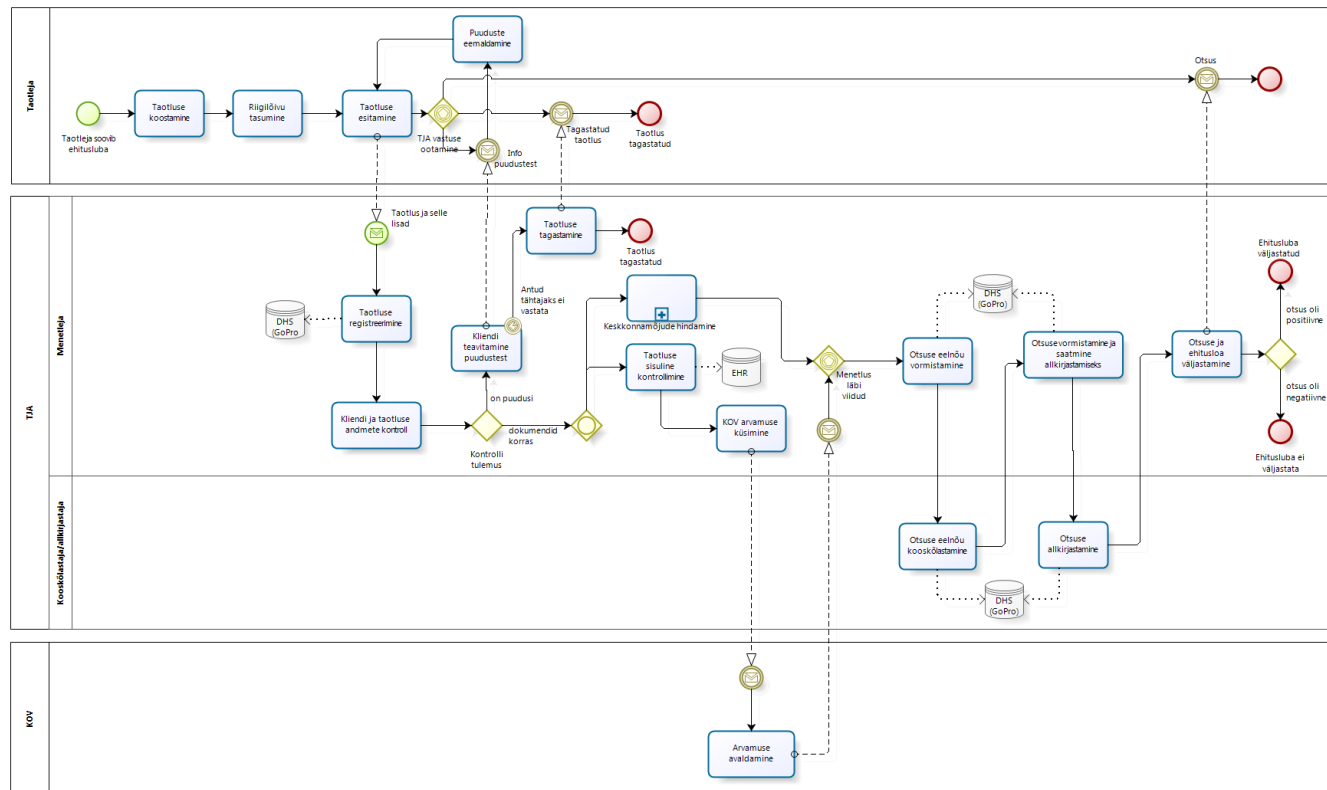 Taotleja
Taotleja soovib
ehitusluba
Taotluse
koostamine
Riigilõivu
tasumine
Taotluse
esitamine
Puuduste
eemaldamine
TJA vastuse
ootamine
Info
puudustest
Tagastatud
taotlus
Taotlus
tagastatud
Otsus
TJA
Menetleja
Taotlus ja selle
lisad
Taotluse
registreerimine
DHS
(GoPro
Kliendi ja taotluse
andmete kontroll
Kontrolli
tulemus
on puudusi
dokumendid
korras
Kliendi
teavitamine
puudustest
Antud
tähtajaks ei
vastata
Taotluse
tagastamine
Taotlus
tagastatud
Keskkonnamõjude hindamine
Taotluse
sisuline
kontrollimine
EHR
KOV arvamuse
küsimine
Menetlus
läbi
viidud
Otsuse eelnõu
vormistamine
DHS
(GoPro)
Otsuse vormistamine ja
saatmine
allkirjastamiseks
Otsuse ja
ehitusloa
väljastamine
Ehitusluba
väljastatud
otsus oli
positiivne
otsus oli
negatiivne
Ehitusluba ei
väljastata
Kooskõlastaja/allkirjastaja
Otsuse eelnõu
kooskõlastamine
Otsuse
allkirjastamine
DHS
(GoPro)
KOV
Arvamuse
avaldamine